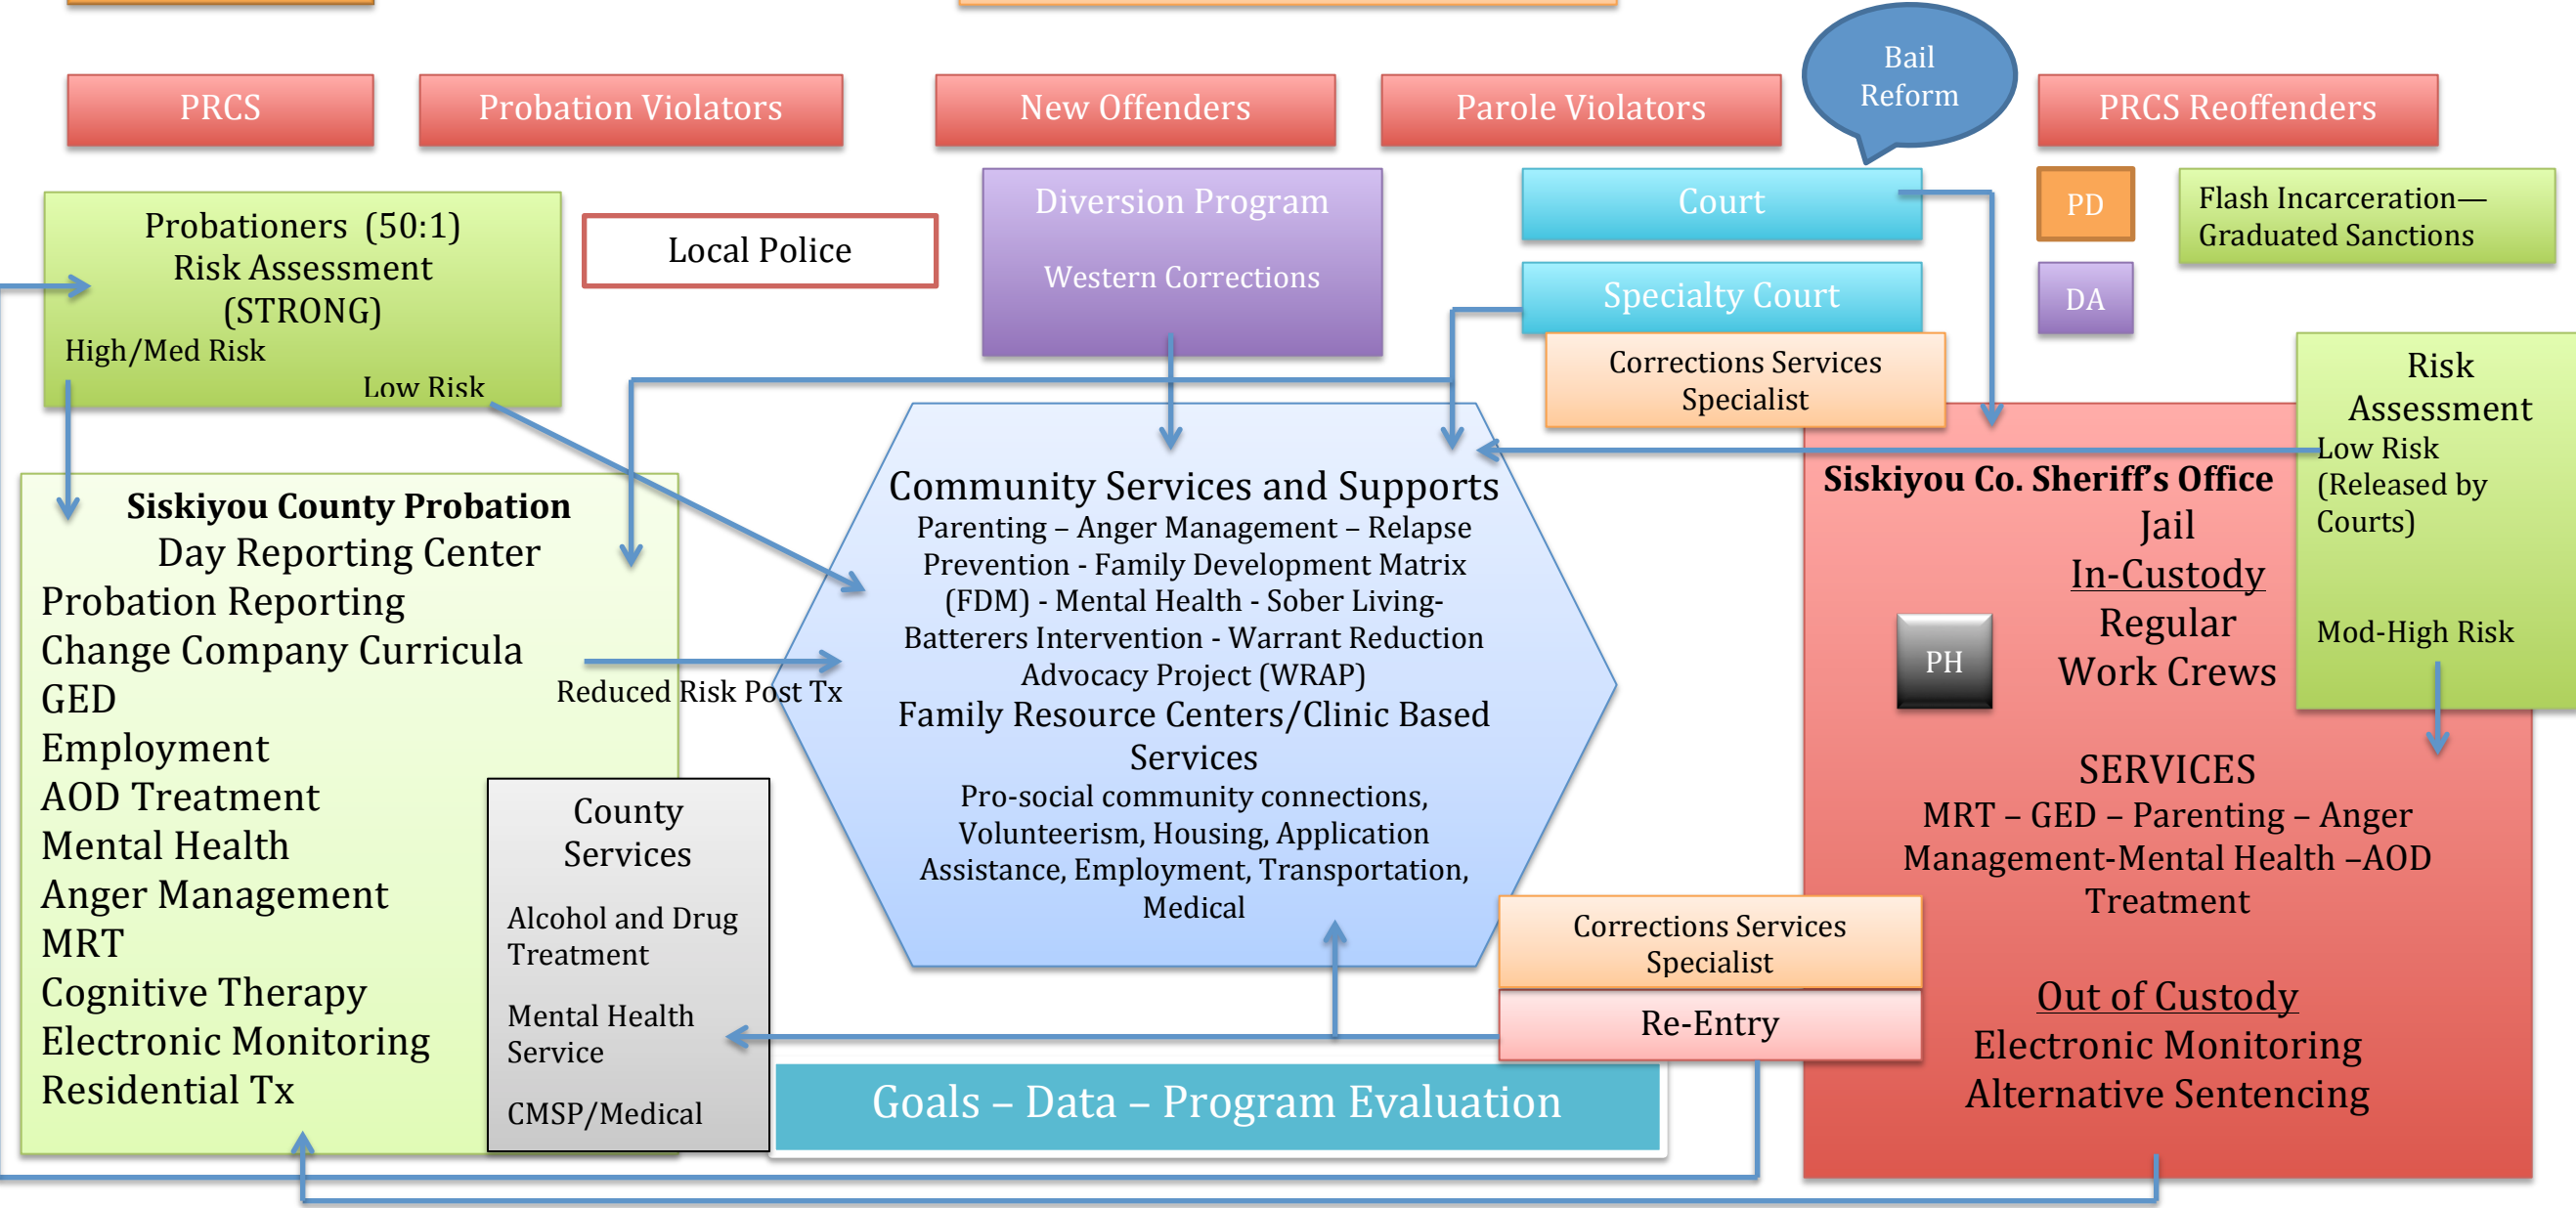 PRCS
Probation Violators
New Offenders
Parole Violators
Bail
Reform
PRCS Reoffenders
Probationers (50:1)
Risk Assessment
(STRONG)
High/Med Risk
Low Risk
Local Police
Diversion Program
Western Corrections
Court
Specialty Court
Corrections Services
Specialist
PD
DA
Flash Incarceration—
Graduated Sanctions
Risk
Assessment
Low Risk
(Released by
Courts)
Mod-High Risk
Siskiyou County Probation
Day Reporting Center
Probation Reporting
Change Company Curricula
GED
Employment
AOD Treatment
Mental Health
Anger Management
MRT
Cognitive Therapy
Electronic Monitoring
Residential Tx
Reduced Risk Post Tx
County
Services
Alcohol and Drug
Treatment
Mental Health
Service
CMSP/Medical
Community Services and Supports
Parenting – Anger Management – Relapse
Prevention - Family Development Matrix
(FDM) - Mental Health - Sober Living-
Batterers Intervention - Warrant Reduction
Advocacy Project (WRAP)
Family Resource Centers/Clinic Based
Services
Pro-social community connections,
Volunteerism, Housing, Application
Assistance, Employment, Transportation,
Medical
Siskiyou Co. Sheriff's Office
Jail
In-Custody
Regular
Work Crews
PH
SERVICES
MRT – GED – Parenting – Anger
Management-Mental Health –AOD
Treatment
Out of Custody
Electronic Monitoring
Alternative Sentencing
Corrections Services
Specialist
Re-Entry
Goals – Data – Program Evaluation